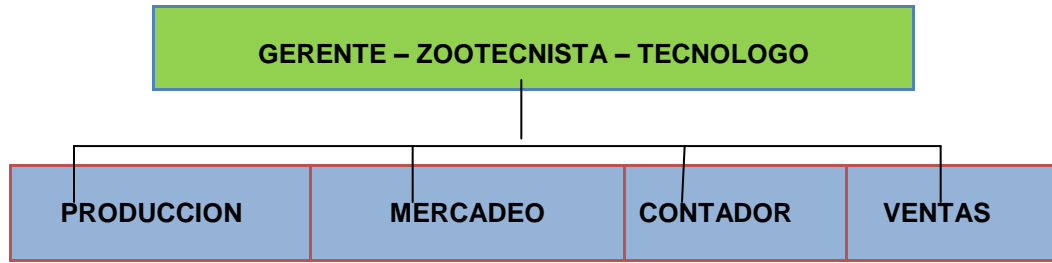 GERENTE – ZOOTECNISTA – TECNOLOGO
PRODUCCION MERCADEO CONTADOR VENTAS